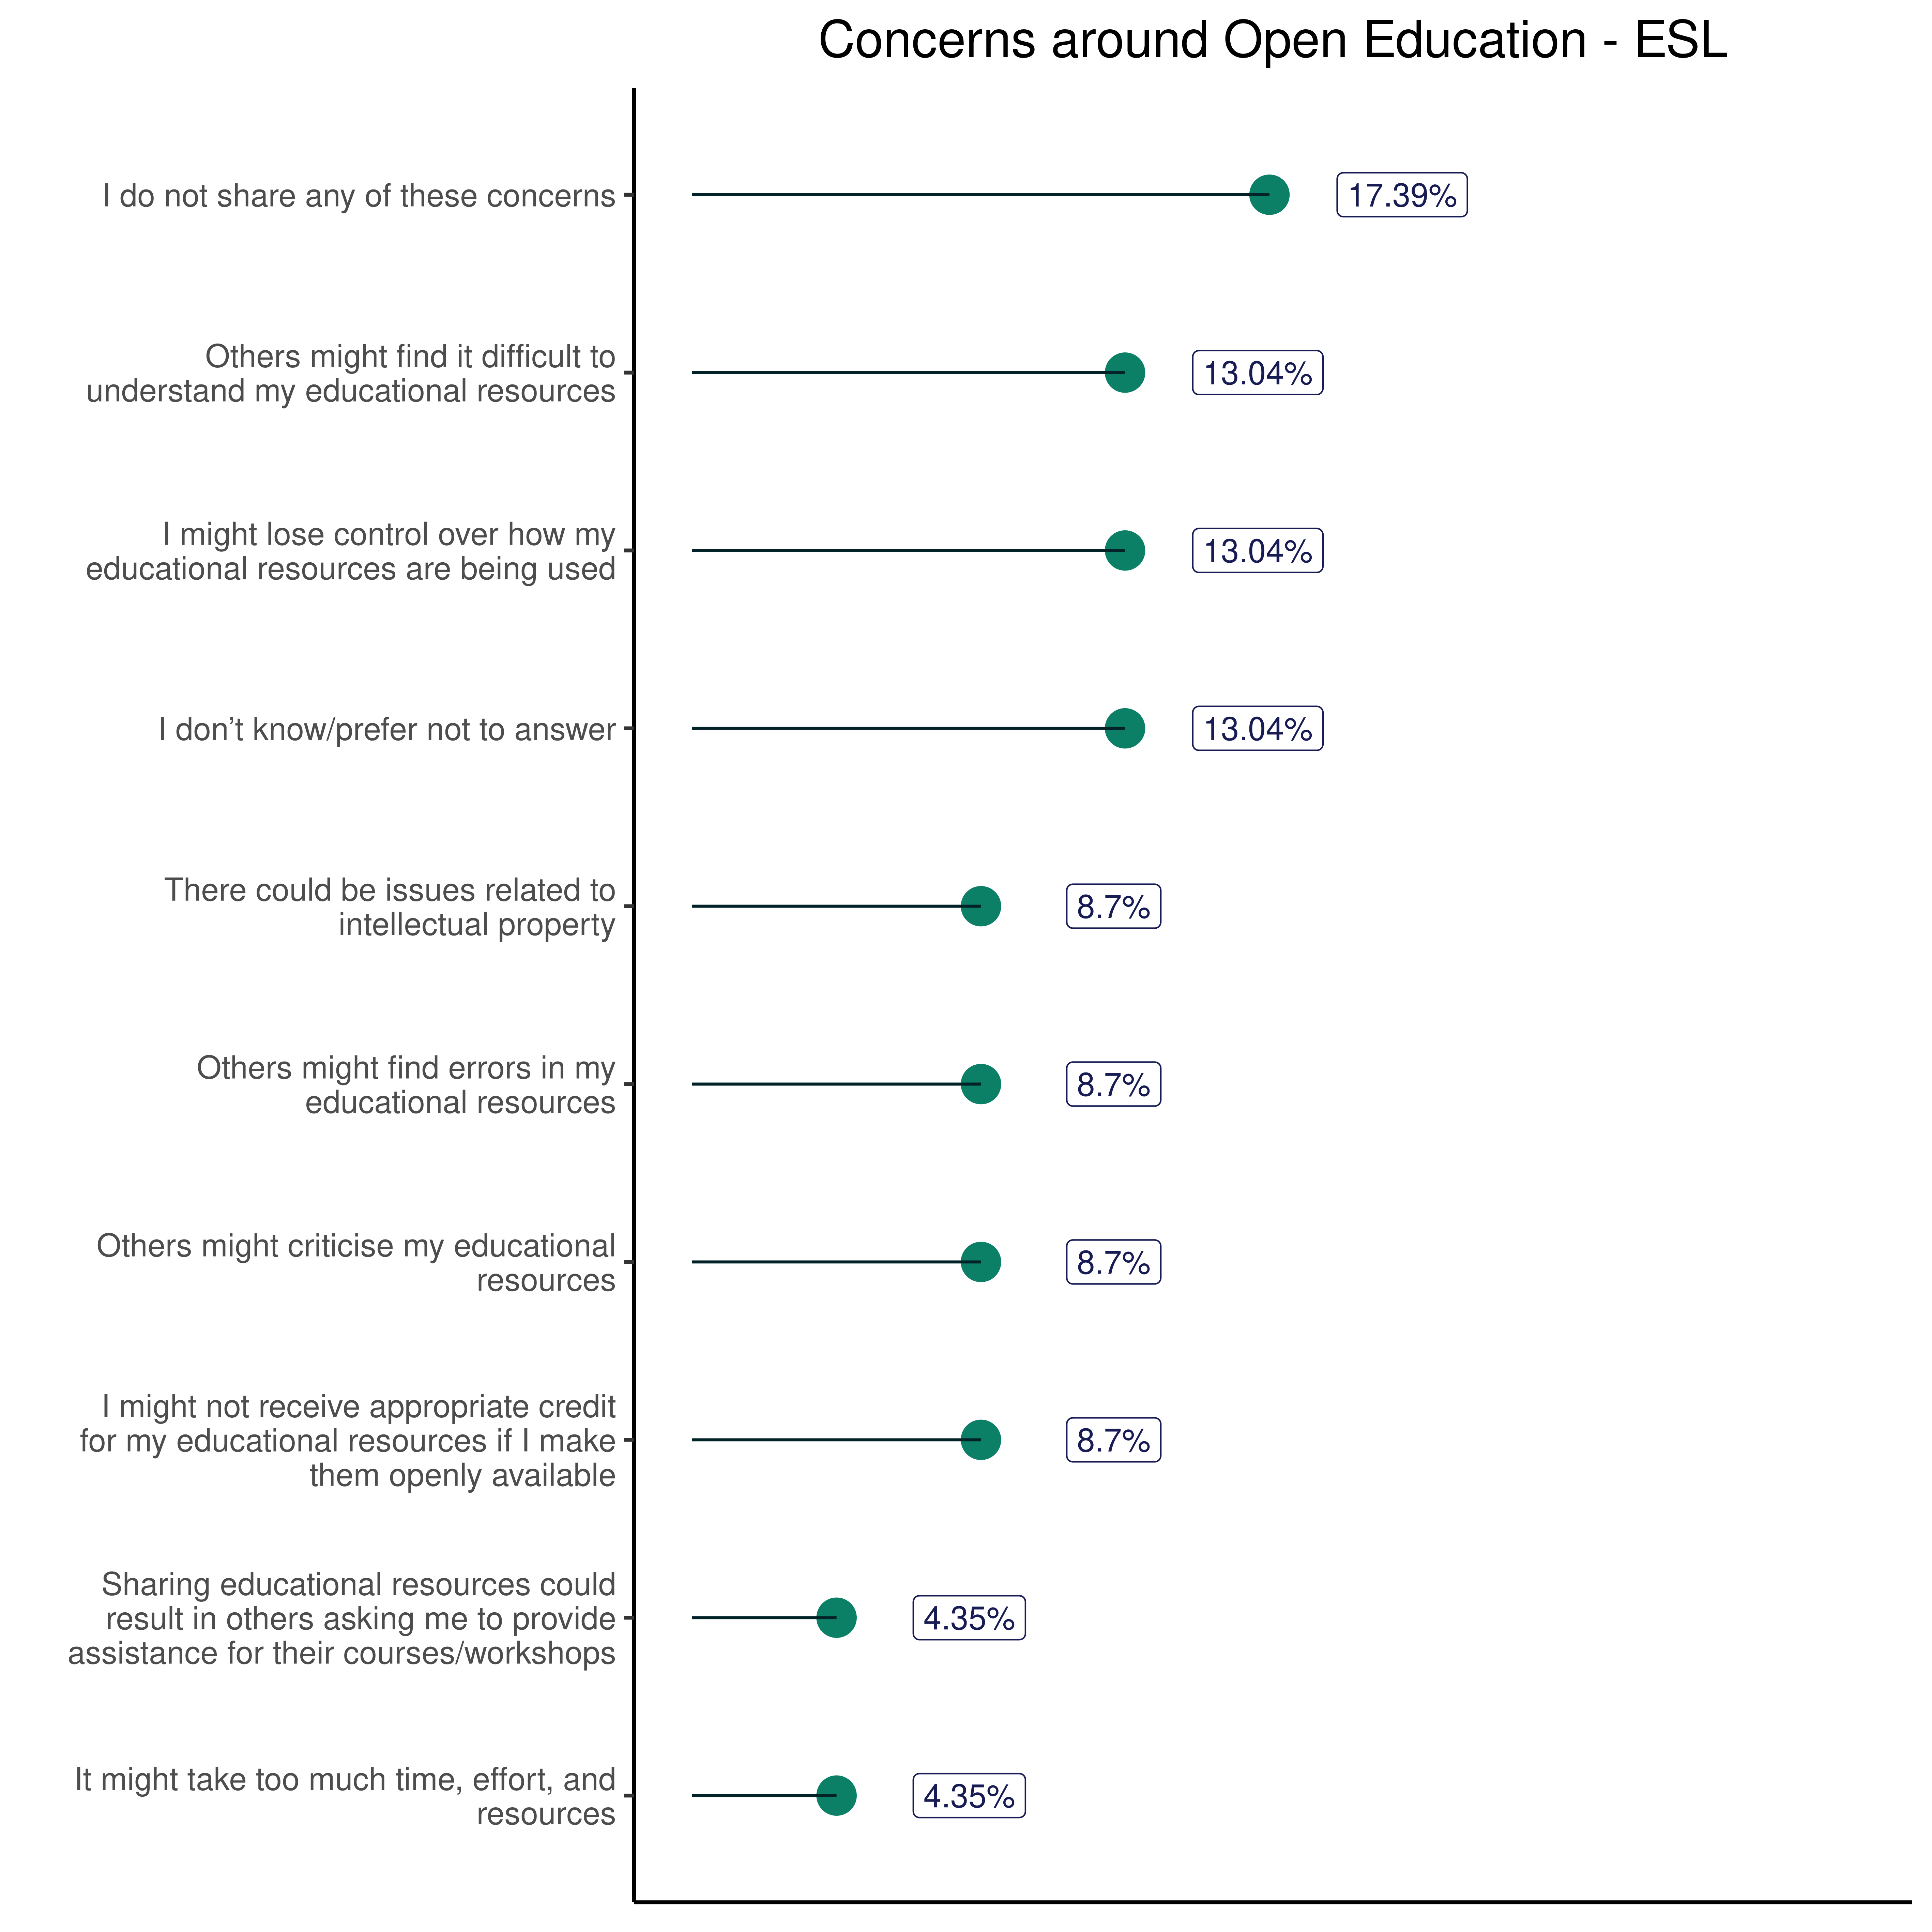 Concerns around Open Education - ESL
I do not share any of these concerns
17.39%
Others might find it difficult to
understand my educational resources
13.04%
I might lose control over how my
educational resources are being used
13.04%
I don’t know/prefer not to answer
13.04%
There could be issues related to
intellectual property
8.7%
Others might find errors in my
educational resources
8.7%
Others might criticise my educational
resources
8.7%
I might not receive appropriate credit
for my educational resources if I make
them openly available
8.7%
Sharing educational resources could
result in others asking me to provide
assistance for their courses/workshops
4.35%
It might take too much time, effort, and
resources
4.35%